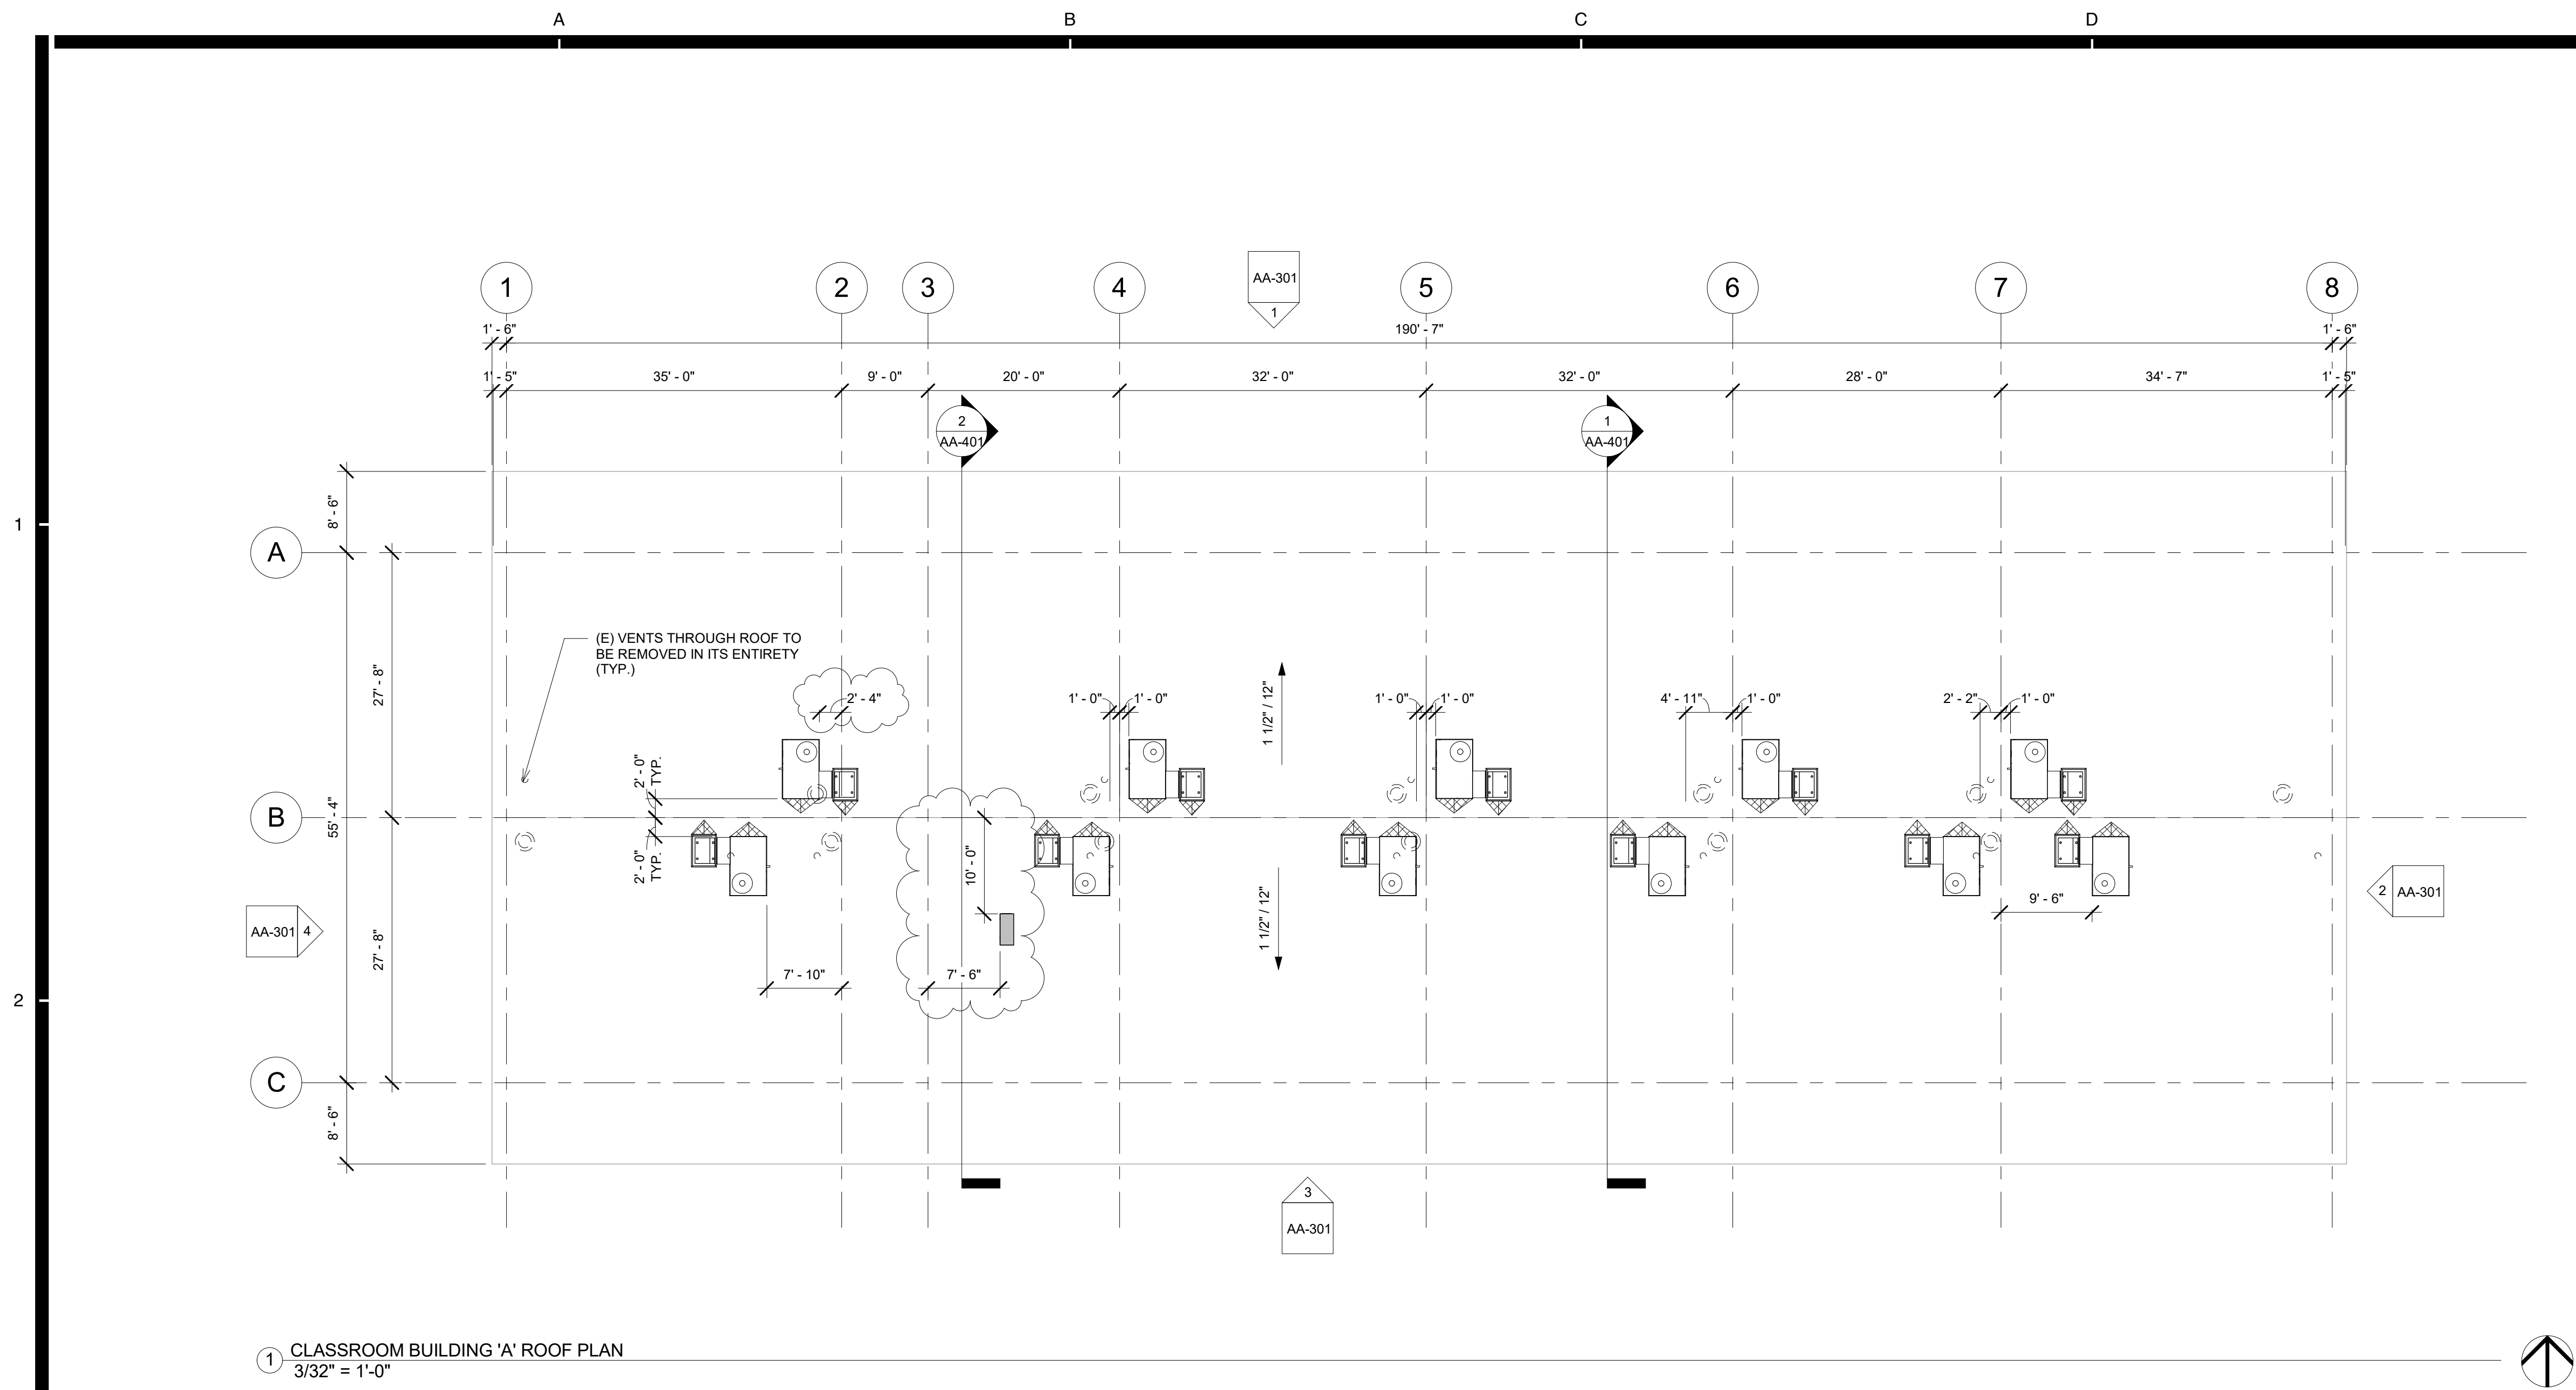 A B C D
1 2 3 4 5 6 7 8
AA-301
1
1' - 6" 190' - 7" 1' - 6"
1' - 5" 35' - 0" 9' - 0" 20' - 0" 32' - 0" 32' - 0" 28' - 0" 34' - 7" 1' - 5"
2
AA-401
1
AA-401
8' - 6"
1
A
(E) VENTS THROUGH ROOF TO
BE REMOVED IN ITS ENTIRETY
(TYP.)
27' - 8"
2' - 4" 1' - 0" 1' - 0" 1' - 0" 1' - 0" 4' - 11" 1' - 0" 2' - 2" 1' - 0"
1 1/2" / 12"
2' - 0"
TYP.
B
55' - 4"
2' - 0"
TYP.
10' - 0"
1 1/2" / 12"
9' - 6"
2 AA-301
AA-301 4
27' - 8"
7' - 10" 7' - 6"
2
C
8' - 6"
3
AA-301
1 CLASSROOM BUILDING 'A' ROOF PLAN
3/32" = 1'-0"